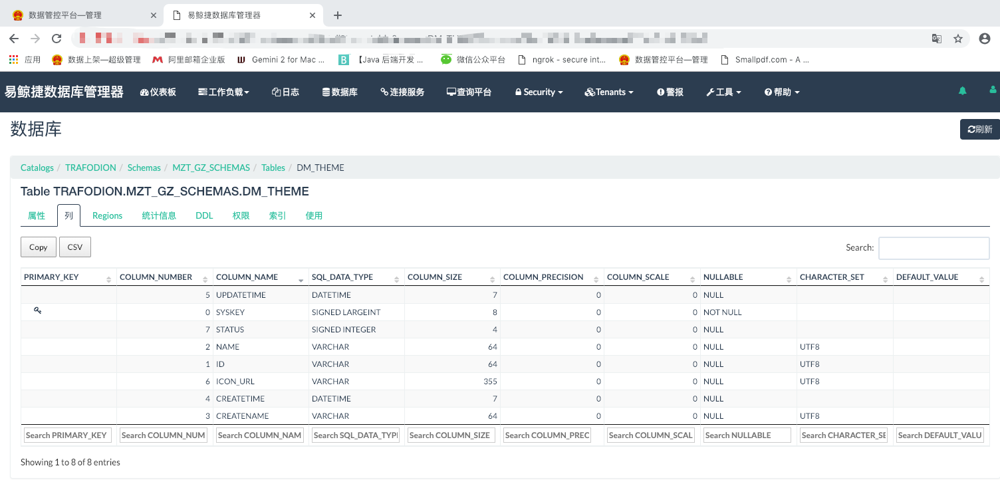 数据管控平台—管理
易鲸捷数据库管理器
应用 数据上架—超级管理 阿里邮箱企业版 Gemini 2 for Mac ... 【Java 后端开发 ... 微信公众平台 ngrok - secure int... 数据管控平台—管理 Smallpdf.com - A ...
易鲸捷数据库管理器 仪表板 工作负载 日志 数据库 连接服务 查询平台 Security Tenants 警报 工具 帮助
数据库
刷新
Catalogs / TRAFODION / Schemas / MZT_GZ_SCHEMAS / Tables / DM_THEME
Table TRAFODION.MZT_GZ_SCHEMAS.DM_THEME
属性 列 Regions 统计信息 DDL 权限 索引 使用
Copy CSV Search:
PRIMARY_KEY COLUMN_NUMBER COLUMN_NAME SQL_DATA_TYPE COLUMN_SIZE COLUMN_PRECISION COLUMN_SCALE NULLABLE CHARACTER_SET DEFAULT_VALUE
5 UPDATETIME DATETIME 7 0 0 NULL
0 SYSKEY SIGNED LARGEINT 8 0 0 NOT NULL
7 STATUS SIGNED INTEGER 4 0 0 NULL
2 NAME VARCHAR 64 0 0 NULL UTF8
1 ID VARCHAR 64 0 0 NULL UTF8
6 ICON_URL VARCHAR 355 0 0 NULL UTF8
4 CREATETIME DATETIME 7 0 0 NULL
3 CREATENAME VARCHAR 64 0 0 NULL UTF8
Search PRIMARY_KEY Search COLUMN_NUM Search COLUMN_NAM Search SQL_DATA_TYPE Search COLUMN_SIZE Search COLUMN_PREC Search COLUMN_SCAL Search NULLABLE Search CHARACTER_SE Search DEFAULT_VALU
Showing 1 to 8 of 8 entries